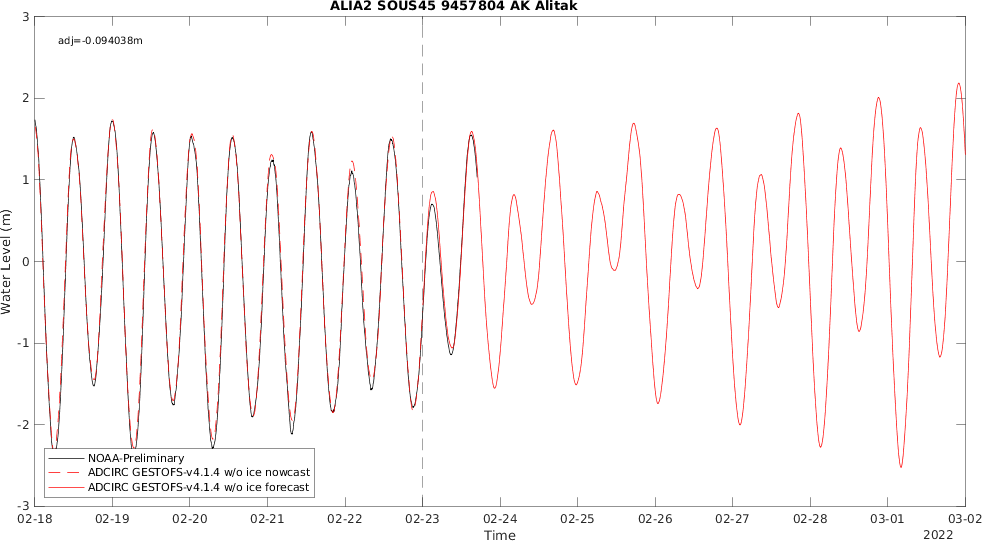 ALIA2 SOUS45 9457804 AK Alitak
adj=-0.094038m
3
2
1
0
-1
-2
-3
Water Level (m)
NOAA-Preliminary
ADCIRC GESTOFS-v4.1.4 w/o ice nowcast
ADCIRC GESTOFS-v4.1.4 w/o ice forecast
02-18 02-19 02-20 02-21 02-22 02-23 02-24 02-25 02-26 02-27 02-28 03-01 03-02
Time
2022